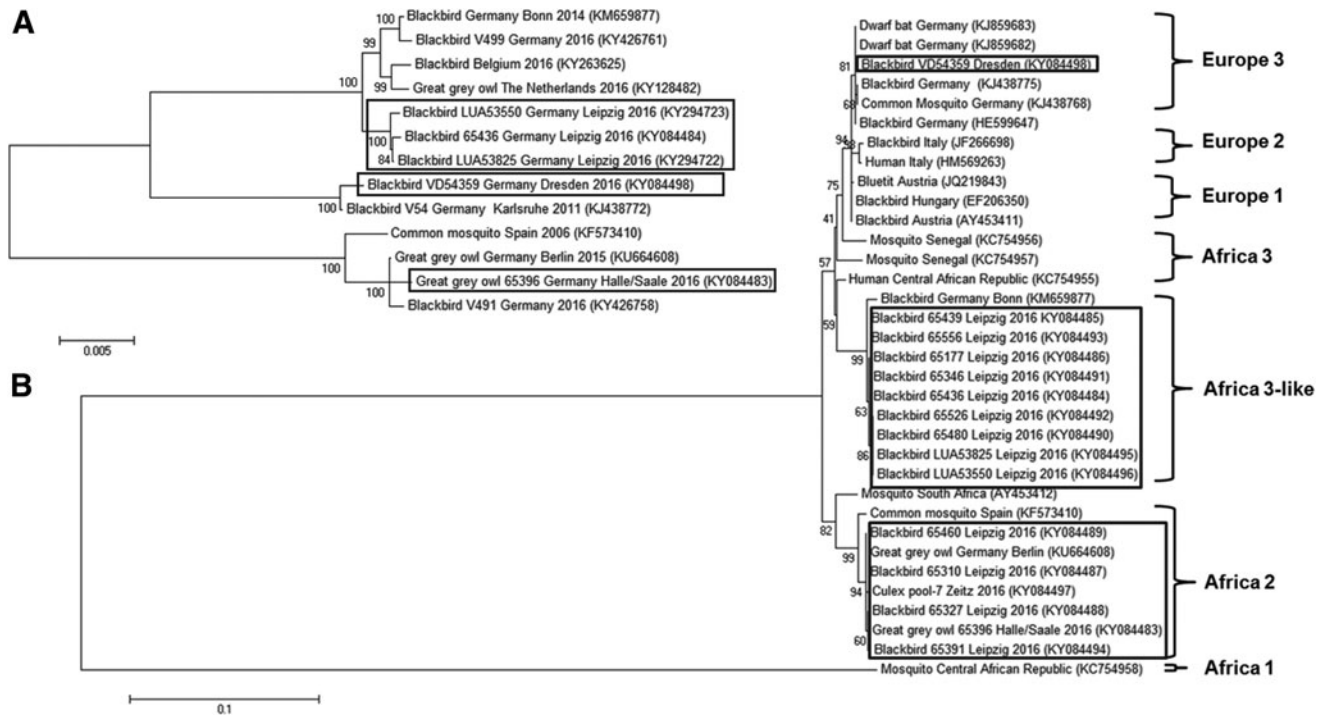 A
Blackbird Germany Bonn 2014 (KM659877)
Blackbird V499 Germany 2016 (KY426761)
Blackbird Belgium 2016 (KY263625)
Great grey owl The Netherlands 2016 (KY128482)
Blackbird LUA53550 Germany Leipzig 2016 (KY294723)
Blackbird 65436 Germany Leipzig 2016 (KY084484)
Blackbird LUA53825 Germany Leipzig 2016 (KY294722)
Blackbird VD54359 Germany Dresden 2016 (KY084498)
Blackbird V54 Germany Karlsruhe 2011 (KJ438772)
Common mosquito Spain 2006 (KF573410)
Great grey owl Germany Berlin 2015 (KU664608)
Great grey owl 65396 Germany Halle/Saale 2016 (KY084483)
Blackbird V491 Germany 2016 (KY426758)
100
99
99
100
100
84
100
100
100
0.005
B
Dwarf bat Germany (KJ859683)
Dwarf bat Germany (KJ859682)
Blackbird VD54359 Dresden (KY084498)
Blackbird Germany (KJ438775)
Common Mosquito Germany (KJ438768)
Blackbird Germany (HE599647)
Blackbird Italy (JF266698)
Human Italy (HM569263)
Bluetit Austria (JQ219843)
Blackbird Hungary (EF206350)
Blackbird Austria (AY453411)
Mosquito Senegal (KC754956)
Mosquito Senegal (KC754957)
Human Central African Republic (KC754955)
Blackbird Germany Bonn (KM659877)
Blackbird 65439 Leipzig 2016 KY084485)
Blackbird 65556 Leipzig 2016 (KY084493)
Blackbird 65177 Leipzig 2016 (KY084486)
Blackbird 65346 Leipzig 2016 (KY084491)
Blackbird 65436 Leipzig 2016 (KY084484)
Blackbird 65526 Leipzig 2016 (KY084492)
Blackbird 65480 Leipzig 2016 (KY084490)
Blackbird LUA53825 Leipzig 2016 (KY084495)
Blackbird LUA53550 Leipzig 2016 (KY084496)
Mosquito South Africa (AY453412)
Common mosquito Spain (KF573410)
Blackbird 65460 Leipzig 2016 (KY084489)
Great grey owl Germany Berlin (KU664608)
Blackbird 65310 Leipzig 2016 (KY084487)
Culex pool-7 Zeitz 2016 (KY084497)
Blackbird 65327 Leipzig 2016 (KY084488)
Great grey owl 65396 Halle/Saale 2016 (KY084483)
Blackbird 65391 Leipzig 2016 (KY084494)
Mosquito Central African Republic (KC754958)
81
68
94
75
41
57
59
99
63
86
82
99
94
60
0.1
Europe 3
Europe 2
Europe 1
Africa 3
Africa 3-like
Africa 2
Africa 1